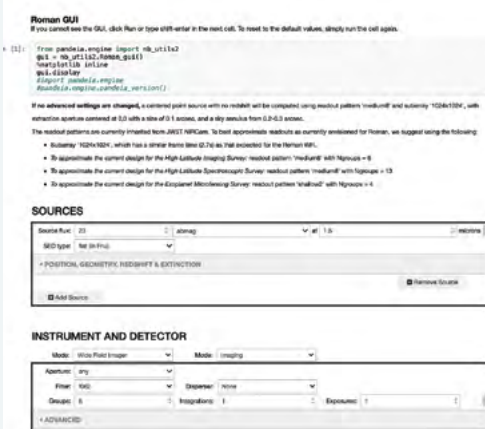 Roman GUI
If you cannot see the GUI, click Run or type shift-enter in the next cell. To reset to the default values, simply run the cell again.
[1]: from pandeia.engine import nb_utils2
gui = nb_utils2.Roman_gui()
%matplotlib inline
gui.display
#import pandeia.engine
#pandeia.engine.pandeia_version()
If no advanced settings are changed, a centered point source with no redshift will be computed using readout pattern 'medium8' and subarray '1024x1024', with
extraction aperture centered at 0,0 with a size of 0.1 arcsec, and a sky annulus from 0.2-0.3 arcsec.
The readout patterns are currently inherited from JWST NIRCam. To best approximate readouts as currently envisioned for Roman, we suggest using the following:
• Subarray '1024x1024', which has a similar frame time (2.7s) as that expected for the Roman WFI.
• To approximate the current design for the High-Latitude Imaging Survey: readout pattern 'medium8' with Ngroups = 6
• To approximate the current design for the High-Latitude Spectroscopic Survey: readout pattern 'medium8' with Ngroups = 13
• To approximate the current design for the Exoplanet Microlensing Survey: readout pattern 'shallow2' with Ngroups = 4
SOURCES
Source flux: 23 abmag at 1.5 microns
SED type: flat (in Fnu)
POSITION, GEOMETRY, REDSHIFT & EXTINCTION
Remove Source
Add Source
INSTRUMENT AND DETECTOR
Mode: Wide Field Imager Mode: imaging
Aperture: any
Filter: Disperser: none
Groups: 6 Integrations: 1 Exposures: 1
ADVANCED